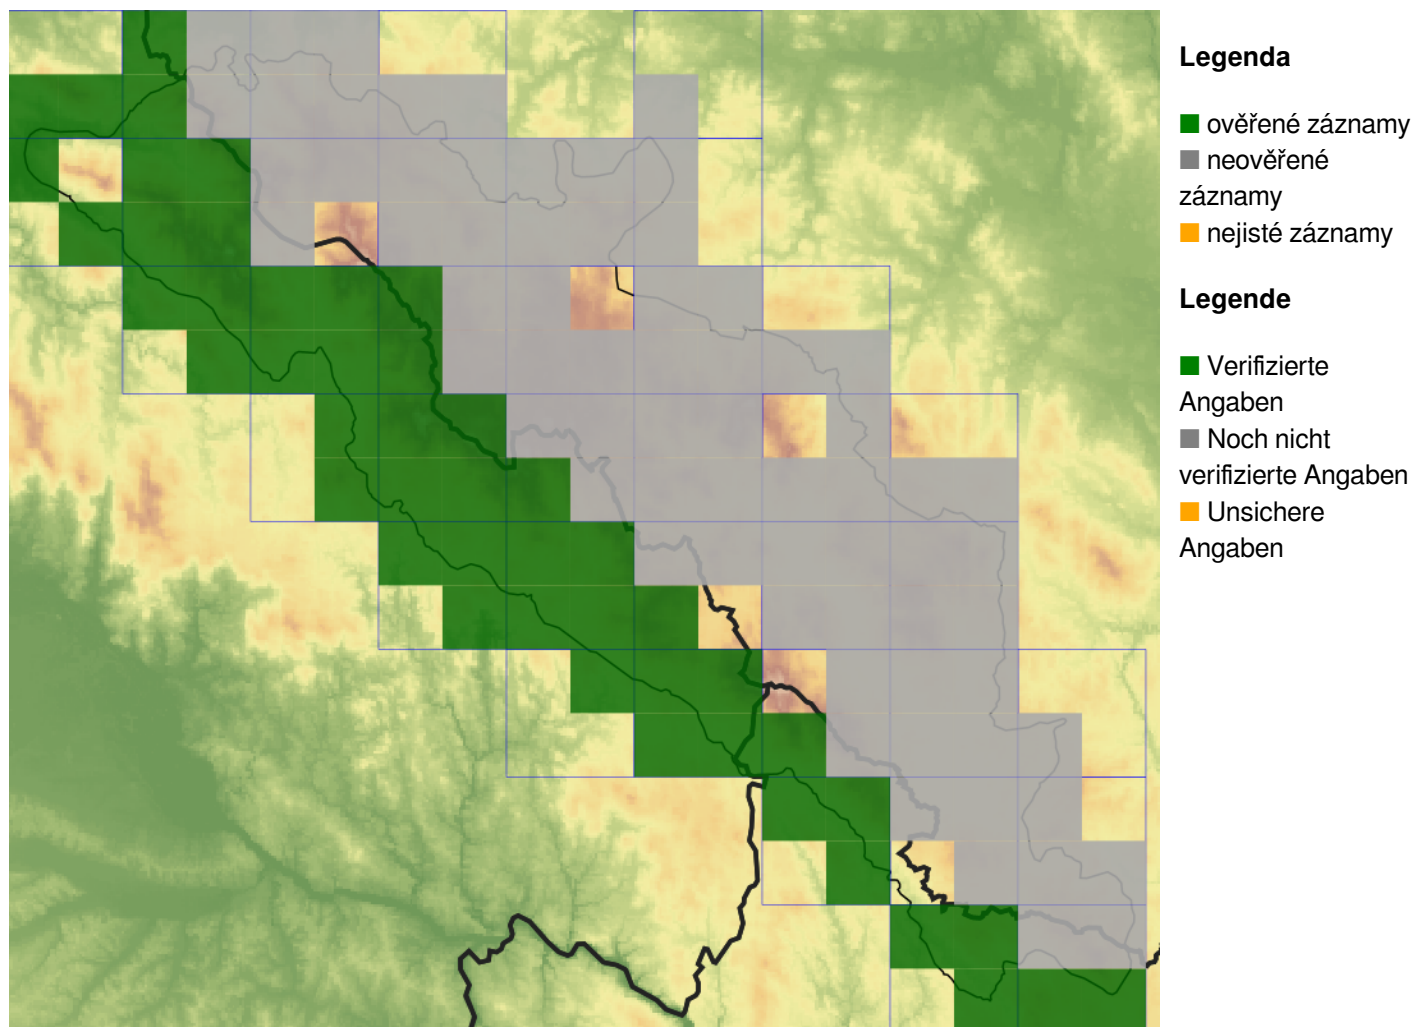 Legenda
ověřené záznamy
neověřené
záznamy
nejisté záznamy
Legende
Verifizierte
Angaben
Noch nicht
verifizierte Angaben
Unsichere
Angaben